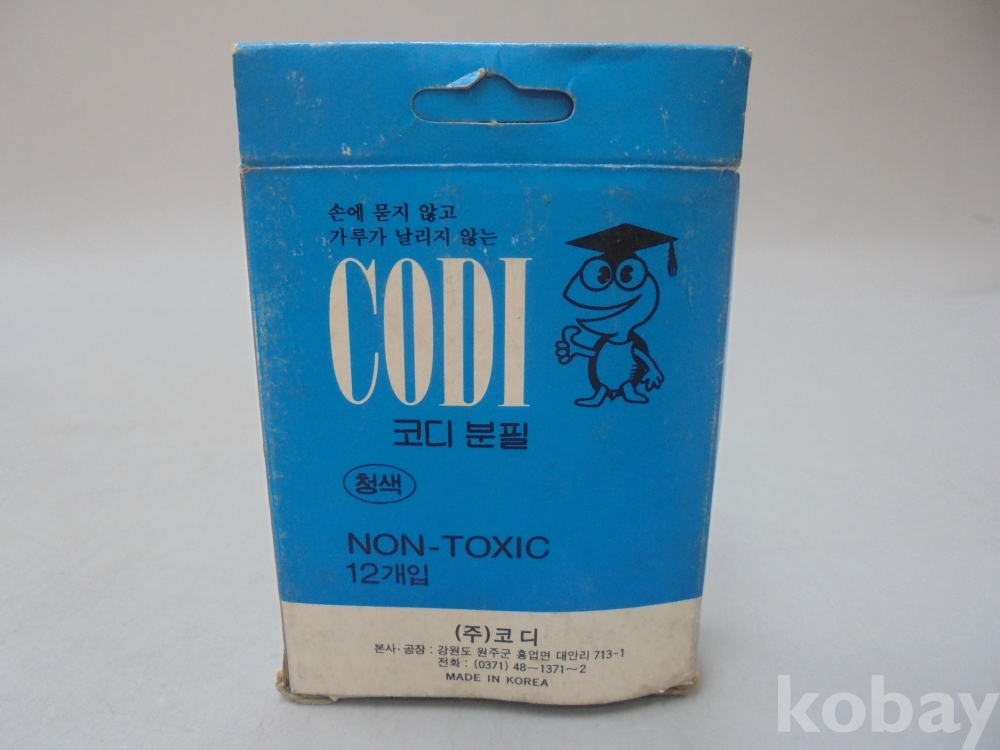 손에 묻지 않고
가루가 날리지 않는
CODI
코디 분필
청색
NON-TOXIC
12개입
(주)코디
본사·공장 : 강원도 원주군 흥업면 대안리 713-1
전화 : (0371) 48~1371~2
MADE IN KOREA
kobay